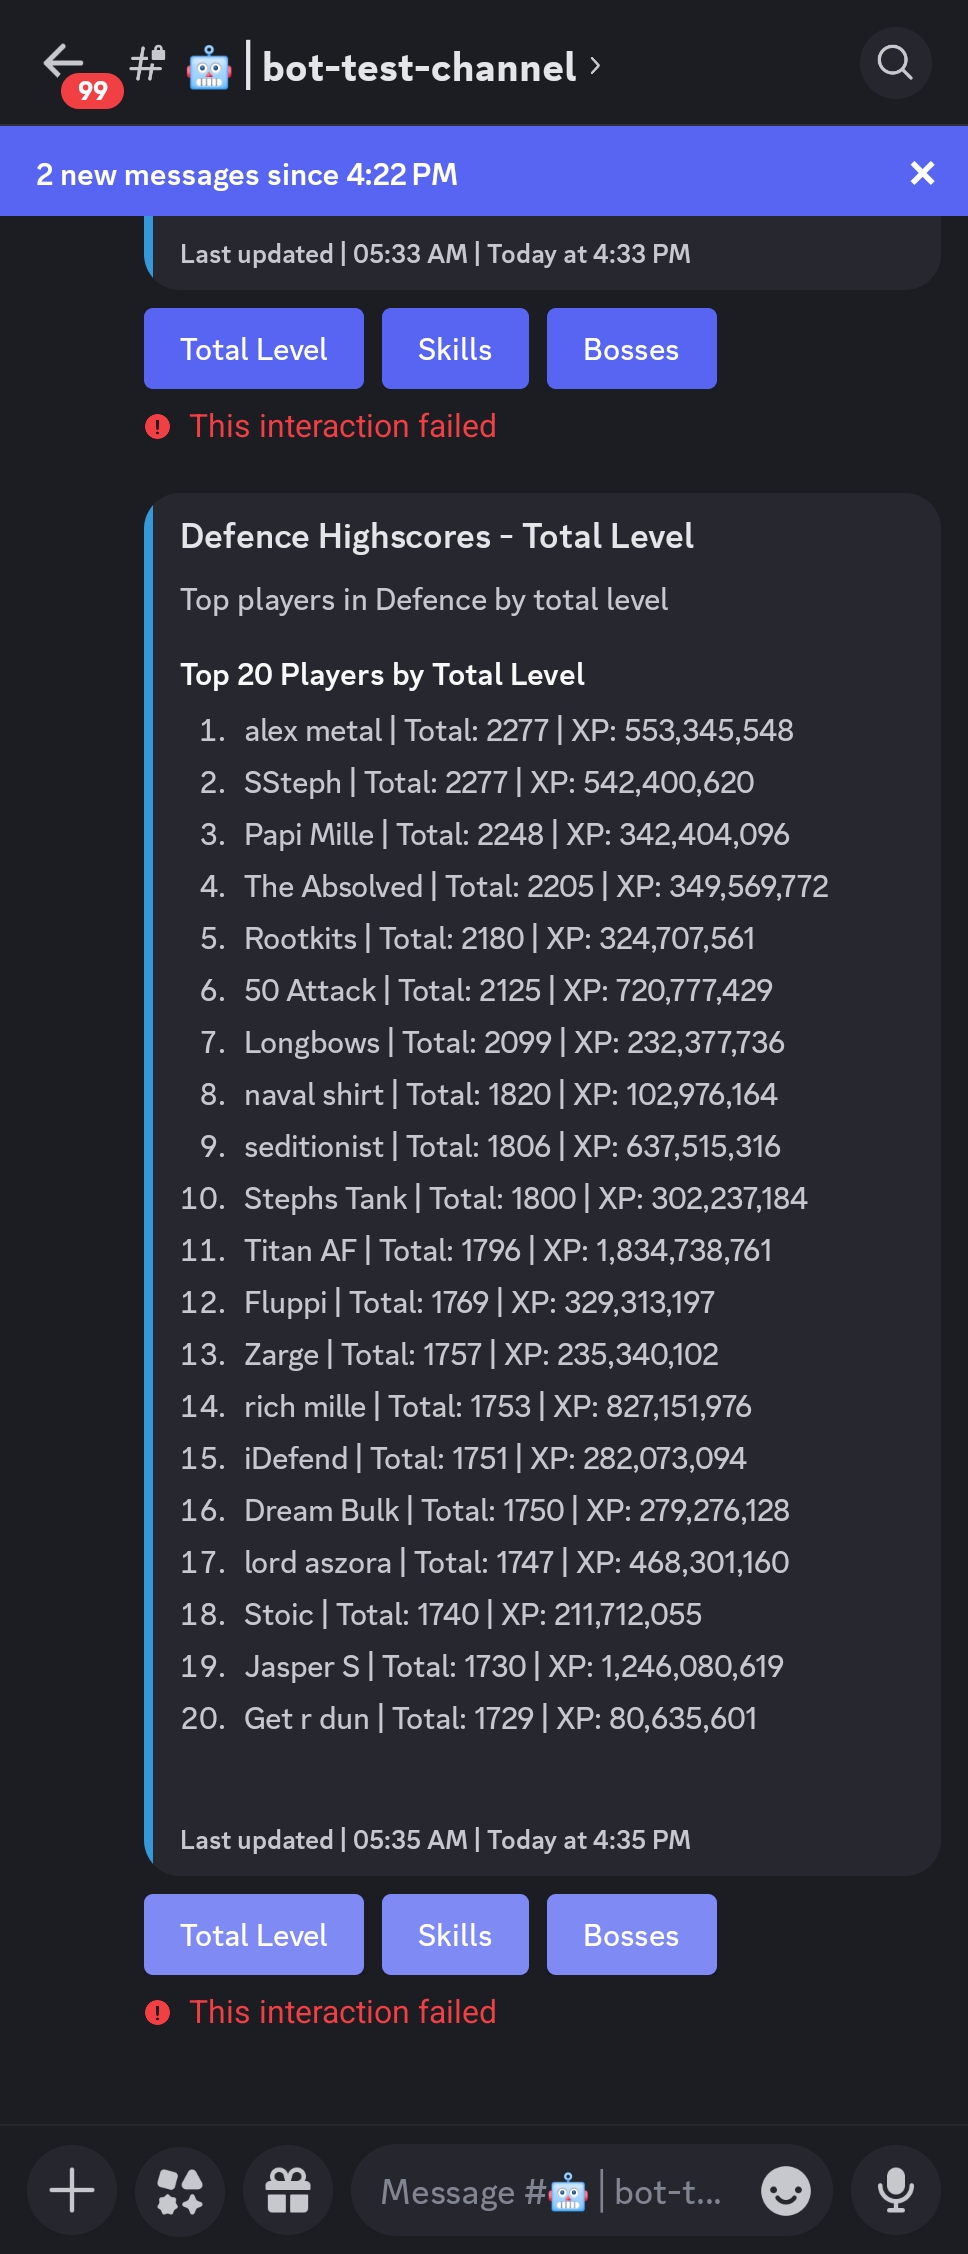 99
# 🤖 | bot-test-channel
2 new messages since 4:22 PM
Last updated | 05:33 AM | Today at 4:33 PM
Total Level Skills Bosses
This interaction failed
Defence Highscores - Total Level
Top players in Defence by total level
Top 20 Players by Total Level
1. alex metal | Total: 2277 | XP: 553,345,548
2. SSteph | Total: 2277 | XP: 542,400,620
3. Papi Mille | Total: 2248 | XP: 342,404,096
4. The Absolved | Total: 2205 | XP: 349,569,772
5. Rootkits | Total: 2180 | XP: 324,707,561
6. 50 Attack | Total: 2125 | XP: 720,777,429
7. Longbows | Total: 2099 | XP: 232,377,736
8. naval shirt | Total: 1820 | XP: 102,976,164
9. seditionist | Total: 1806 | XP: 637,515,316
10. Stephs Tank | Total: 1800 | XP: 302,237,184
11. Titan AF | Total: 1796 | XP: 1,834,738,761
12. Fluppi | Total: 1769 | XP: 329,313,197
13. Zarge | Total: 1757 | XP: 235,340,102
14. rich mille | Total: 1753 | XP: 827,151,976
15. iDefend | Total: 1751 | XP: 282,073,094
16. Dream Bulk | Total: 1750 | XP: 279,276,128
17. lord aszora | Total: 1747 | XP: 468,301,160
18. Stoic | Total: 1740 | XP: 211,712,055
19. Jasper S | Total: 1730 | XP: 1,246,080,619
20. Get r dun | Total: 1729 | XP: 80,635,601
Last updated | 05:35 AM | Today at 4:35 PM
Total Level Skills Bosses
This interaction failed
Message #🤖 | bot-t...